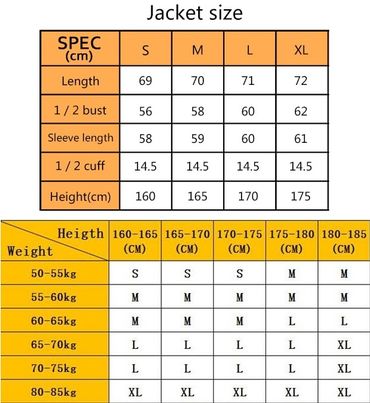 Jacket size
SPEC (cm) S M L XL
Length 69 70 71 72
1 / 2 bust 56 58 60 62
Sleeve length 58 59 60 61
1 / 2 cuff 14.5 14.5 14.5 14.5
Height(cm) 160 165 170 175
Heigth Weight 160-165 (CM) 165-170 (CM) 170-175 (CM) 175-180 (CM) 180-185 (CM)
50-55kg S S S M M
55-60kg M M M M M
60-65kg M M M L L
65-70kg L L L L XL
70-75kg L L L L XL
80-85kg XL XL XL XL XL